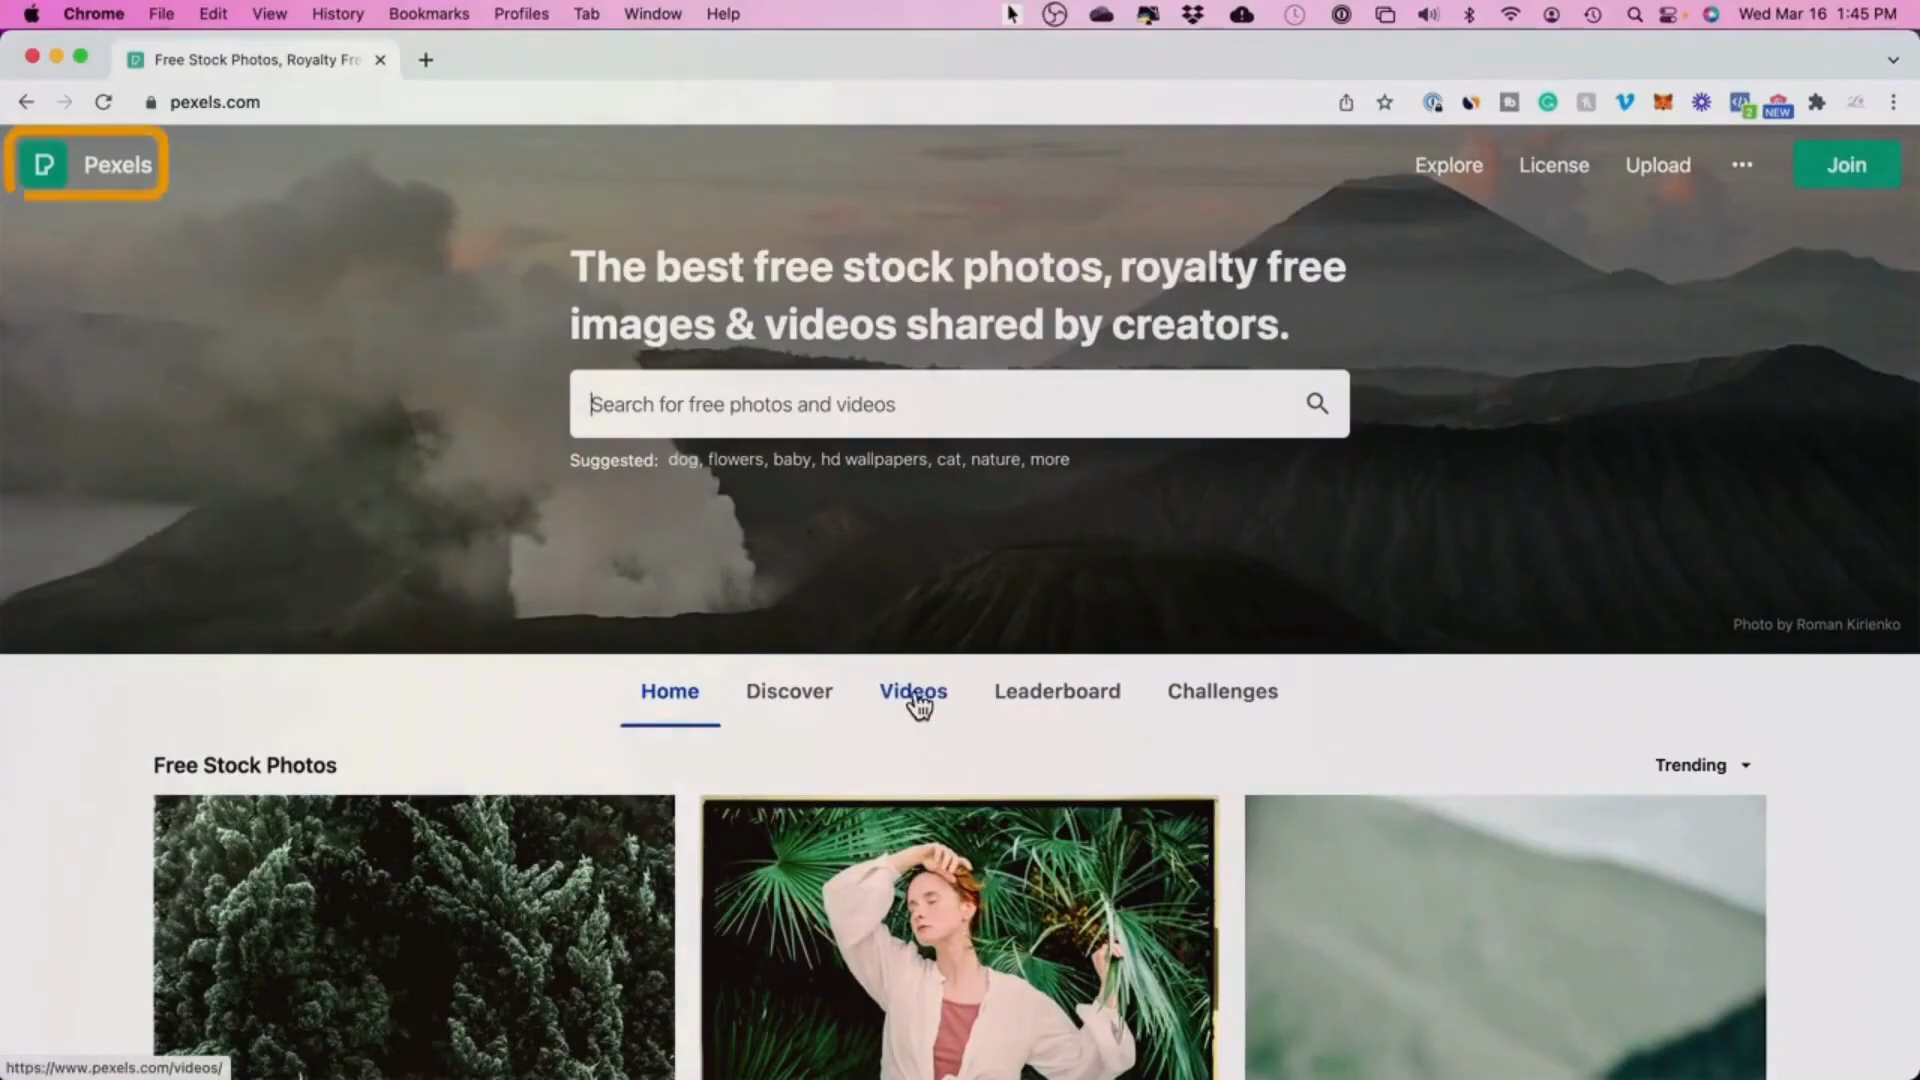 Chrome File Edit View History Bookmarks Profiles Tab Window Help Wed Mar 16 1:45 PM
Free Stock Photos, Royalty Fre
pexels.com
NEW
2
Pexels Explore License Upload ••• Join
The best free stock photos, royalty free
images & videos shared by creators.
Search for free photos and videos
Suggested: dog, flowers, baby, hd wallpapers, cat, nature, more
Photo by Roman Kirienko
Home Discover Videos Leaderboard Challenges
Free Stock Photos Trending
https://www.pexels.com/videos/